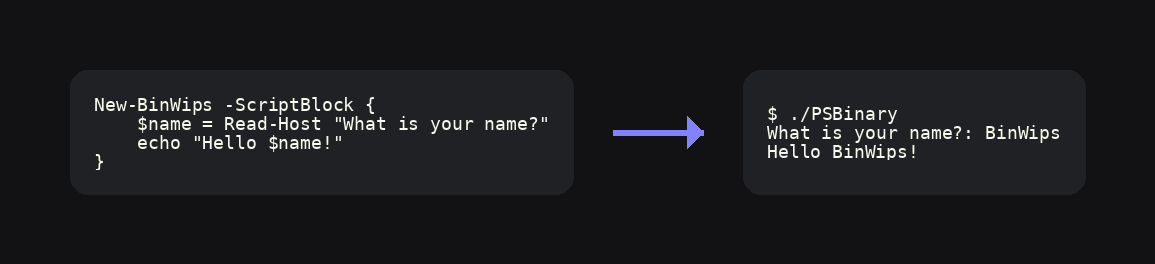 New-BinWips -ScriptBlock {
    $name = Read-Host "What is your name?"
    echo "Hello $name!"
}
$ ./PSBinary
What is your name?: BinWips
Hello BinWips!